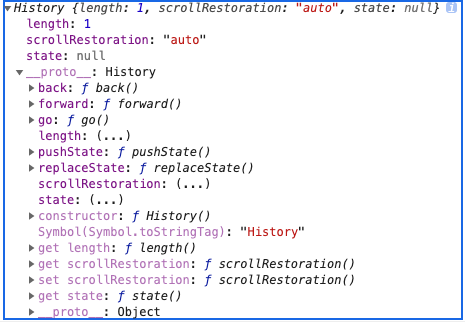 ▼History {length: 1, scrollRestoration: "auto", state: null} i
length: 1
scrollRestoration: "auto"
state: null
▼__proto__: History
▶back: ƒ back()
▶forward: ƒ forward()
▶go: ƒ go()
length: (...)
▶pushState: ƒ pushState()
▶replaceState: ƒ replaceState()
scrollRestoration: (...)
state: (...)
▶constructor: ƒ History()
Symbol(Symbol.toStringTag): "History"
▶get length: ƒ length()
▶get scrollRestoration: ƒ scrollRestoration()
▶set scrollRestoration: ƒ scrollRestoration()
▶get state: ƒ state()
▶__proto__: Object